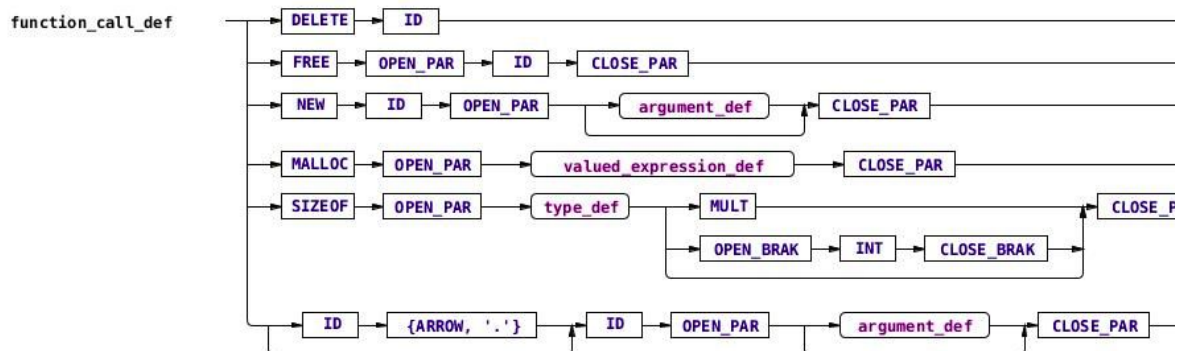 function_call_def DELETE ID
FREE OPEN_PAR ID CLOSE_PAR
NEW ID OPEN_PAR argument_def CLOSE_PAR
MALLOC OPEN_PAR valued_expression_def CLOSE_PAR
SIZEOF OPEN_PAR type_def MULT CLOSE_P
OPEN_BRAK INT CLOSE_BRAK
ID {ARROW, '.'} ID OPEN_PAR argument_def CLOSE_PAR